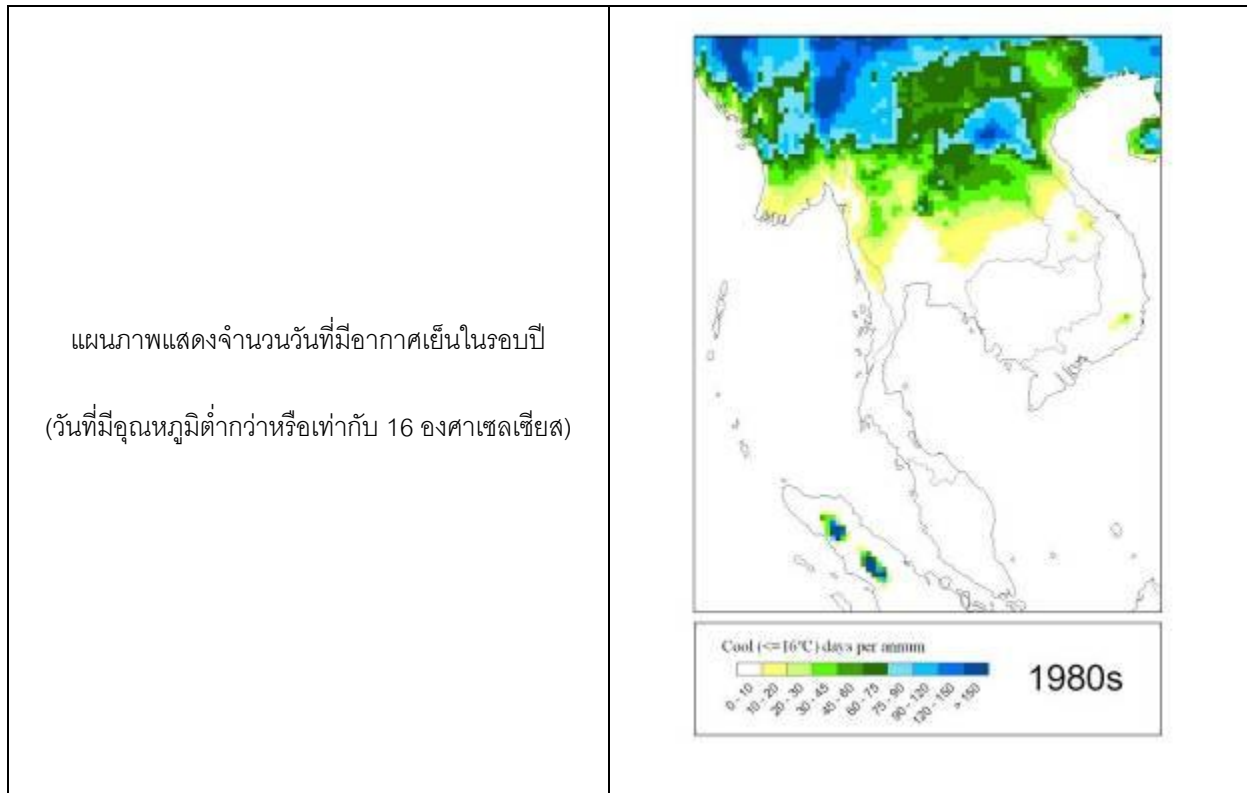 แผนภาพแสดงจำนวนวันที่มีอากาศเย็นในรอบปี
(วันที่มีอุณหภูมิต่ำกว่าหรือเท่ากับ 16 องศาเซลเซียส)
Cool (<=16°C) days per annum
0 - 10
10 - 20
20 - 30
30 - 45
45 - 60
60 - 75
75 - 90
90 - 120
120 - 150
> 150
1980s